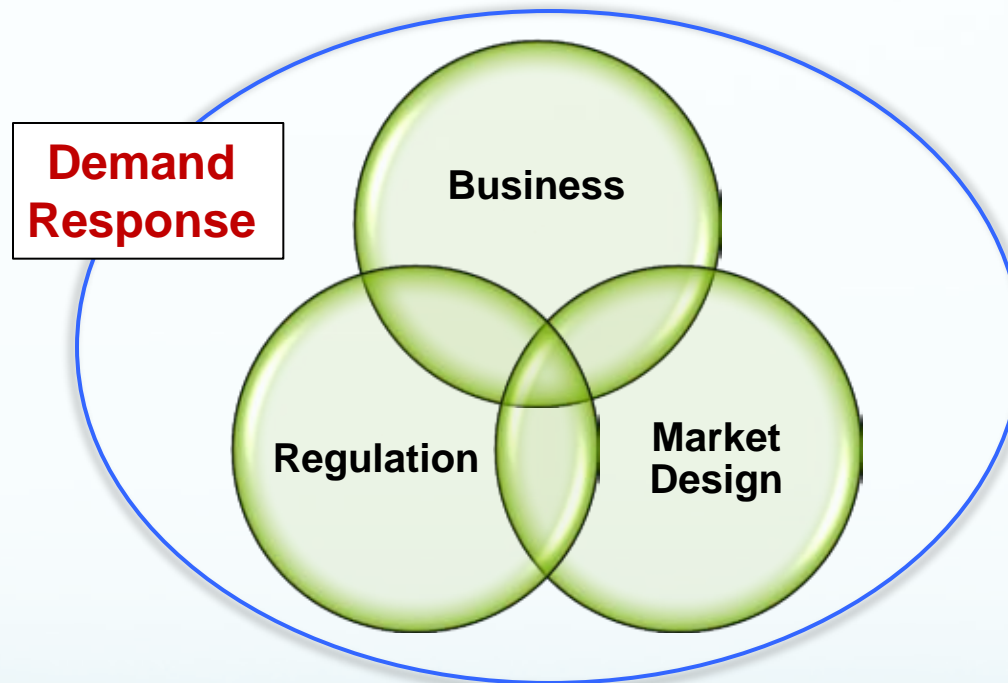 Demand
Response
Business
Regulation
Market
Design